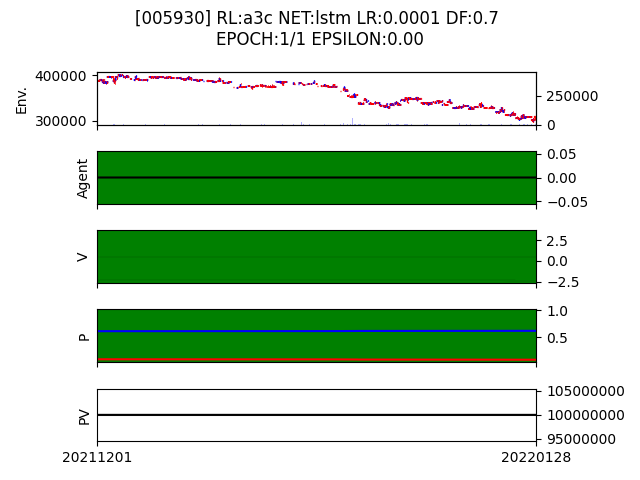 [005930] RL:a3c NET:lstm LR:0.0001 DF:0.7
EPOCH:1/1 EPSILON:0.00
Env.
400000
300000
250000
0
Agent
0.05
0.00
−0.05
V
2.5
0.0
−2.5
P
1.0
0.5
PV
105000000
100000000
95000000
20211201
20220128